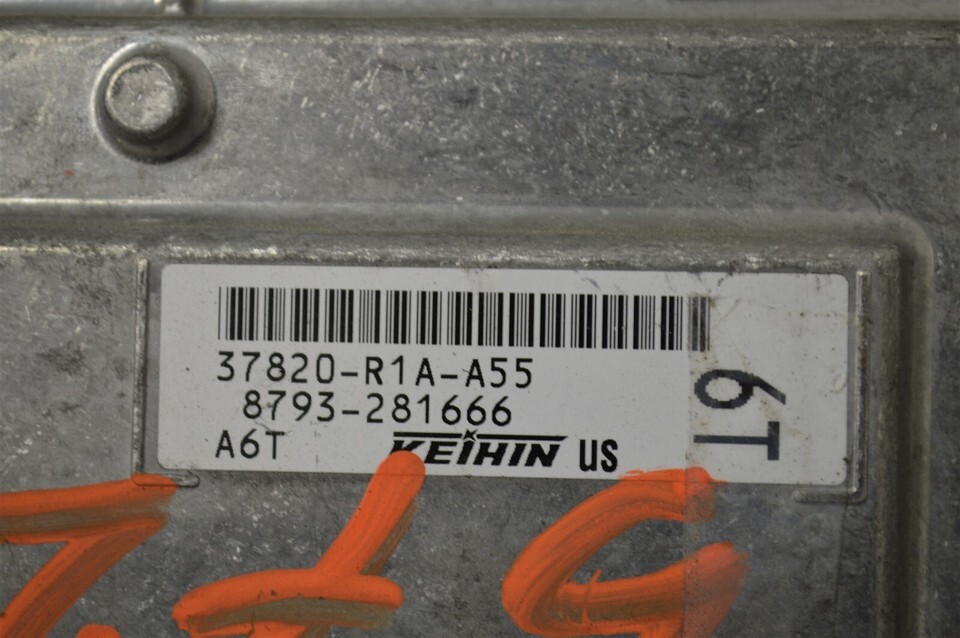 37820-R1A-A55
8793-281666
A6T KEIHIN US
6T